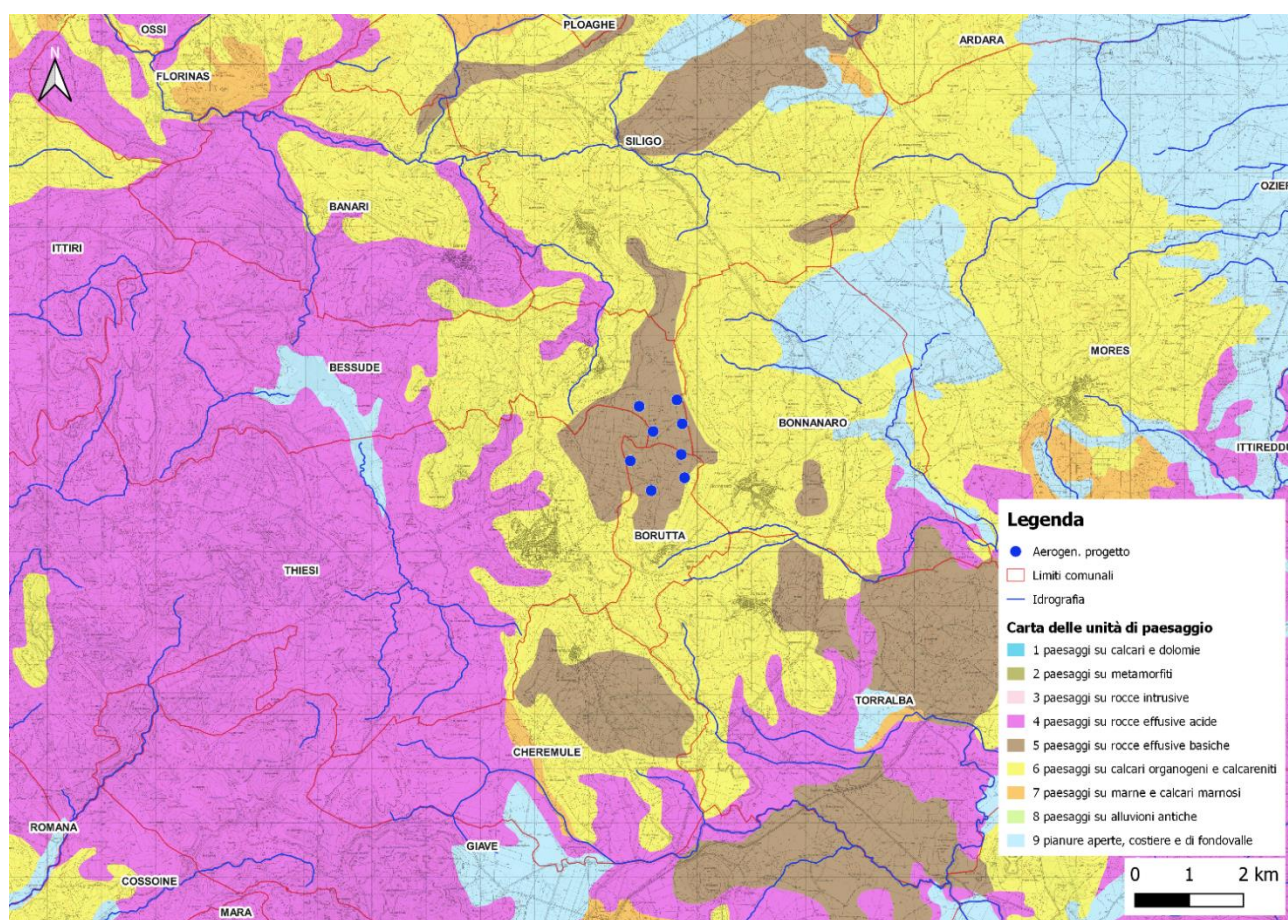 OSSI
PLOAGHE
ARDARA
N
FLORINAS
SILIGO
OZIER
BANARI
ITTIRI
MORES
BESSUDE
BONNANARO
ITTIREDDU
BORUTTA
THIESI
TORRALBA
CHEREMULE
ROMANA
GIAVE
COSSOINE
MARA
Legenda
Aerogen. progetto
Limiti comunali
Idrografia
Carta delle unità di paesaggio
1 paesaggi su calcari e dolomie
2 paesaggi su metamorfiti
3 paesaggi su rocce intrusive
4 paesaggi su rocce effusive acide
5 paesaggi su rocce effusive basiche
6 paesaggi su calcari organogeni e calcareniti
7 paesaggi su marne e calcari marnosi
8 paesaggi su alluvioni antiche
9 pianure aperte, costiere e di fondovalle
0 1 2 km